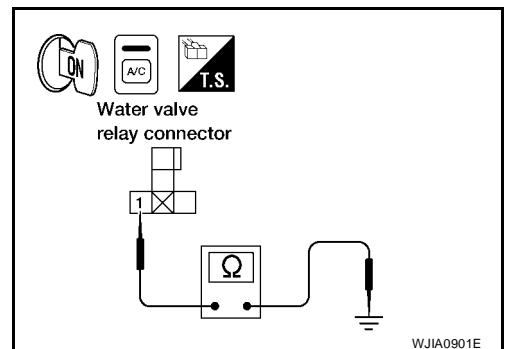 ON
A/C
T.S.
Water valve
relay connector
1
Ω
WJIA0901E